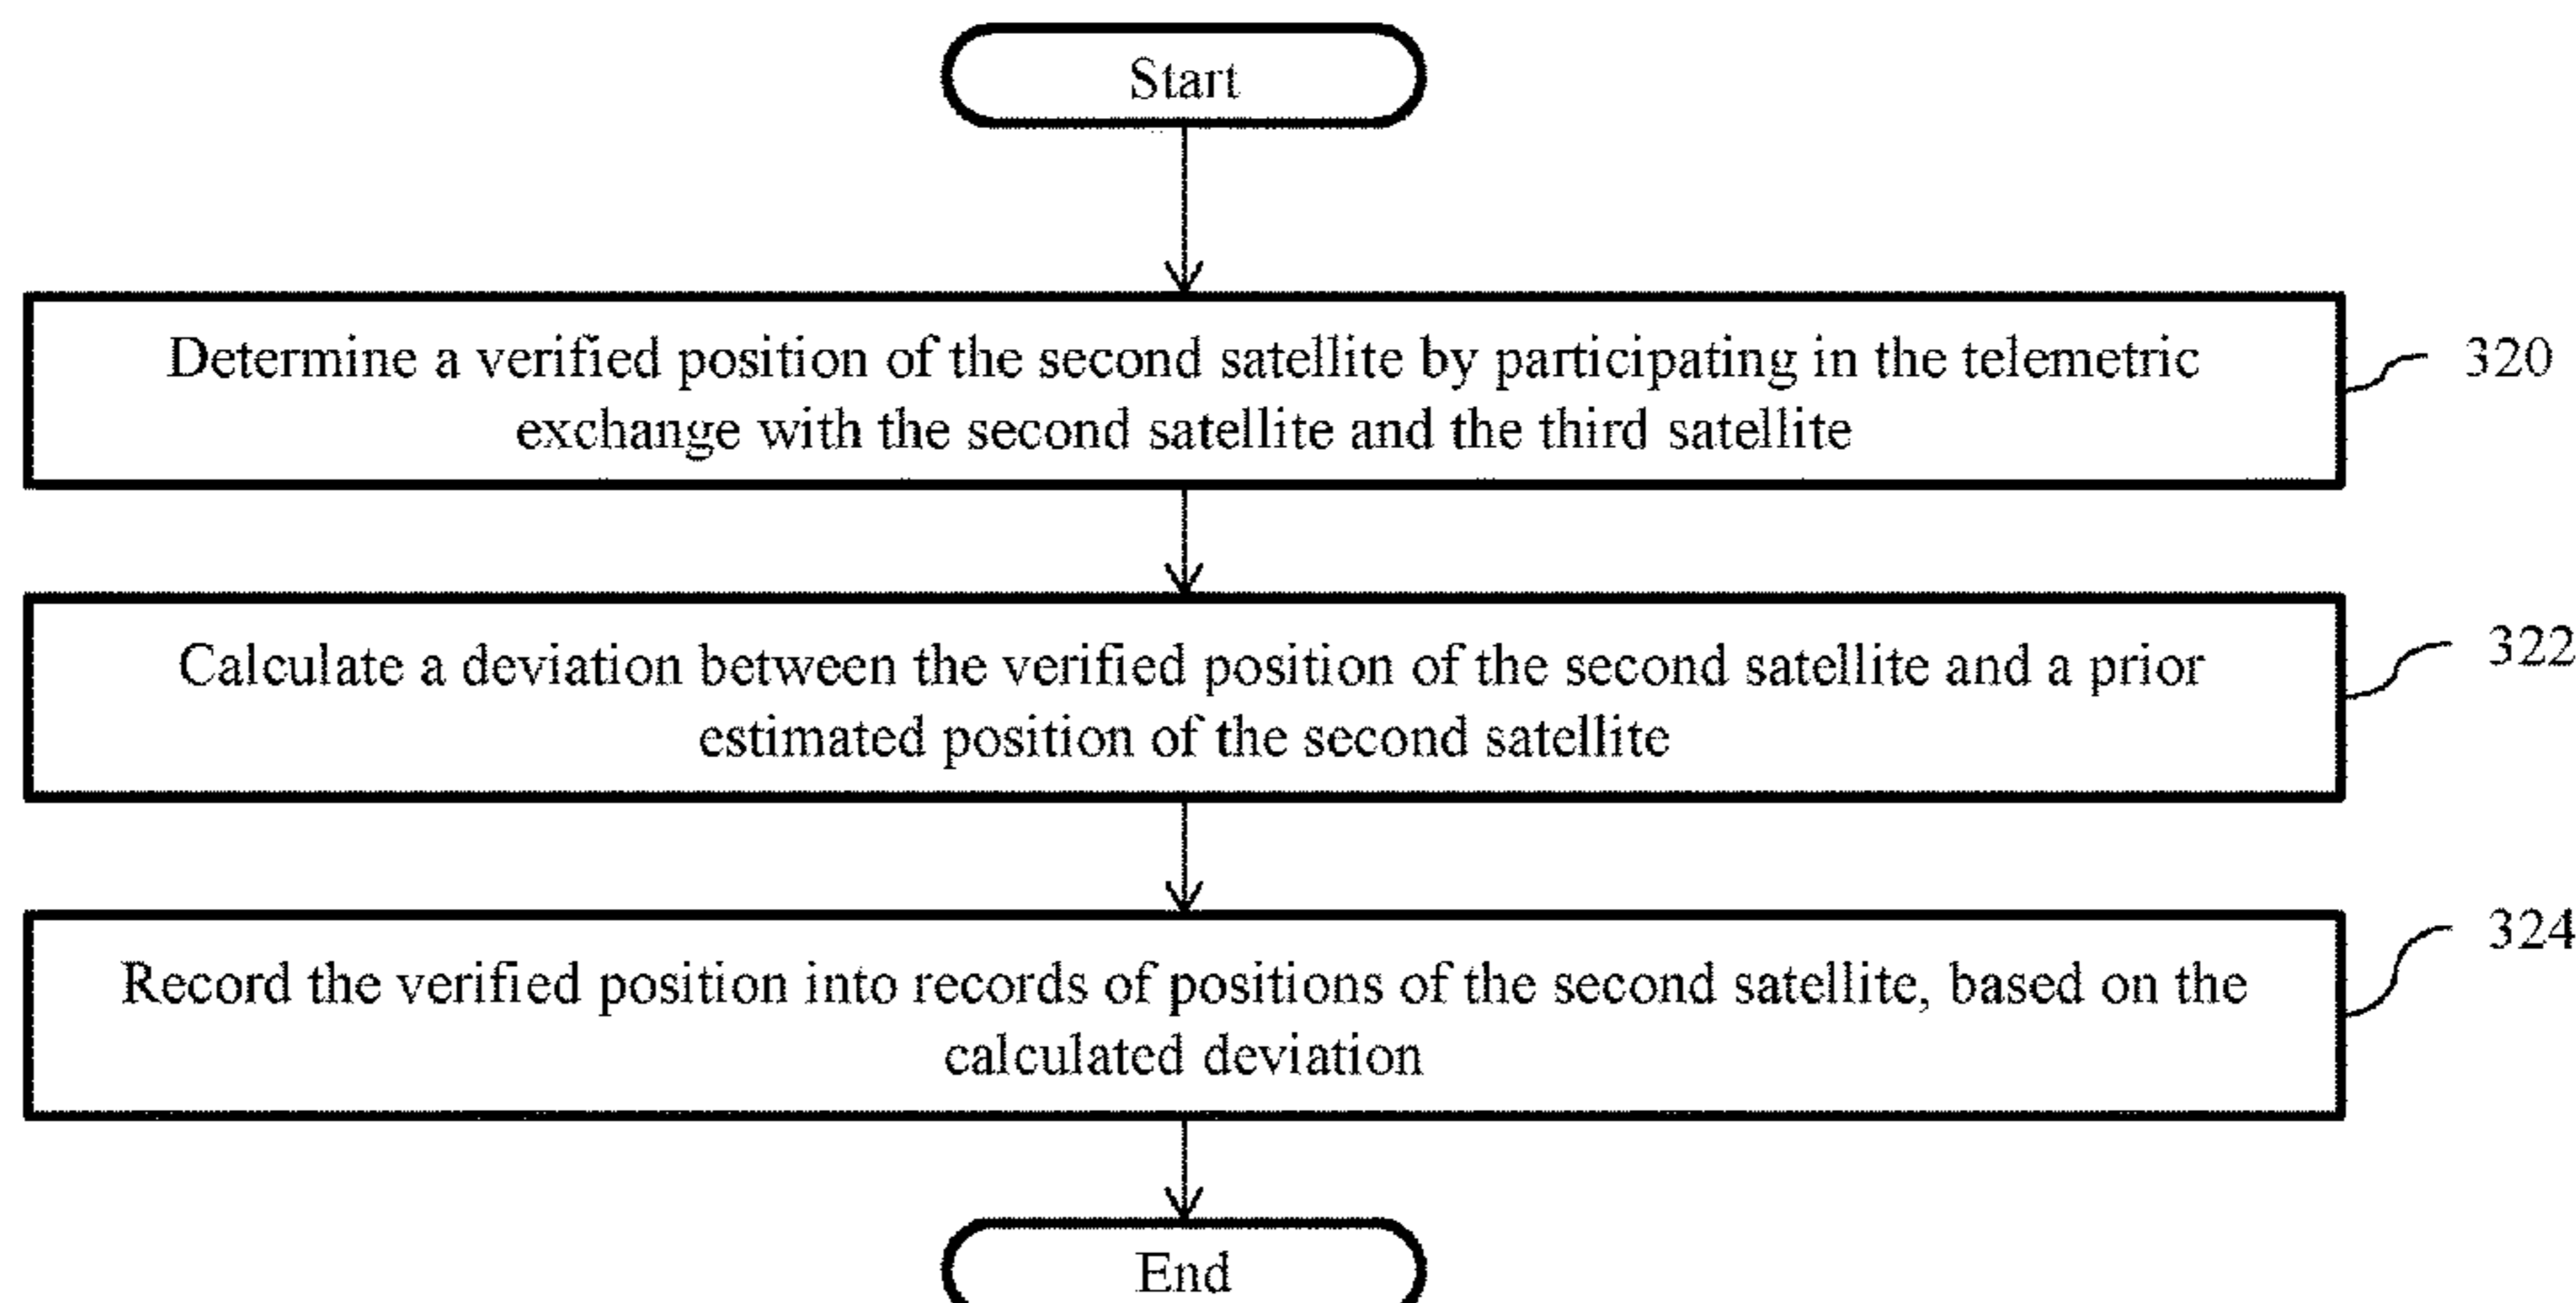 Start
Determine a verified position of the second satellite by participating in the telemetric
exchange with the second satellite and the third satellite
320
Calculate a deviation between the verified position of the second satellite and a prior
estimated position of the second satellite
322
Record the verified position into records of positions of the second satellite, based on the
calculated deviation
324
End